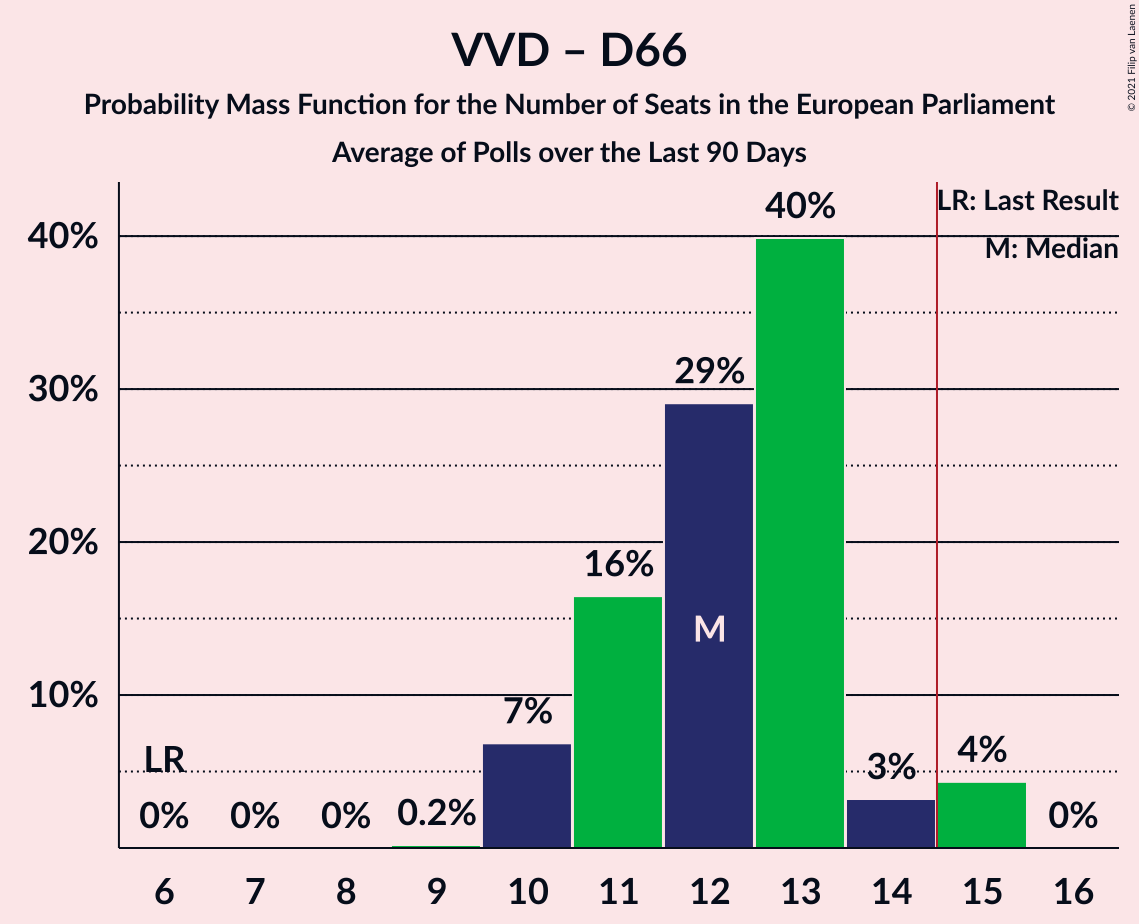 VVD – D66
Probability Mass Function for the Number of Seats in the European Parliament
Average of Polls over the Last 90 Days
© 2021 Filip van Laenen
LR: Last Result
M: Median
40%
30%
20%
10%
LR
0%
0%
0%
0.2%
7%
16%
29%
M
40%
3%
4%
0%
6 7 8 9 10 11 12 13 14 15 16